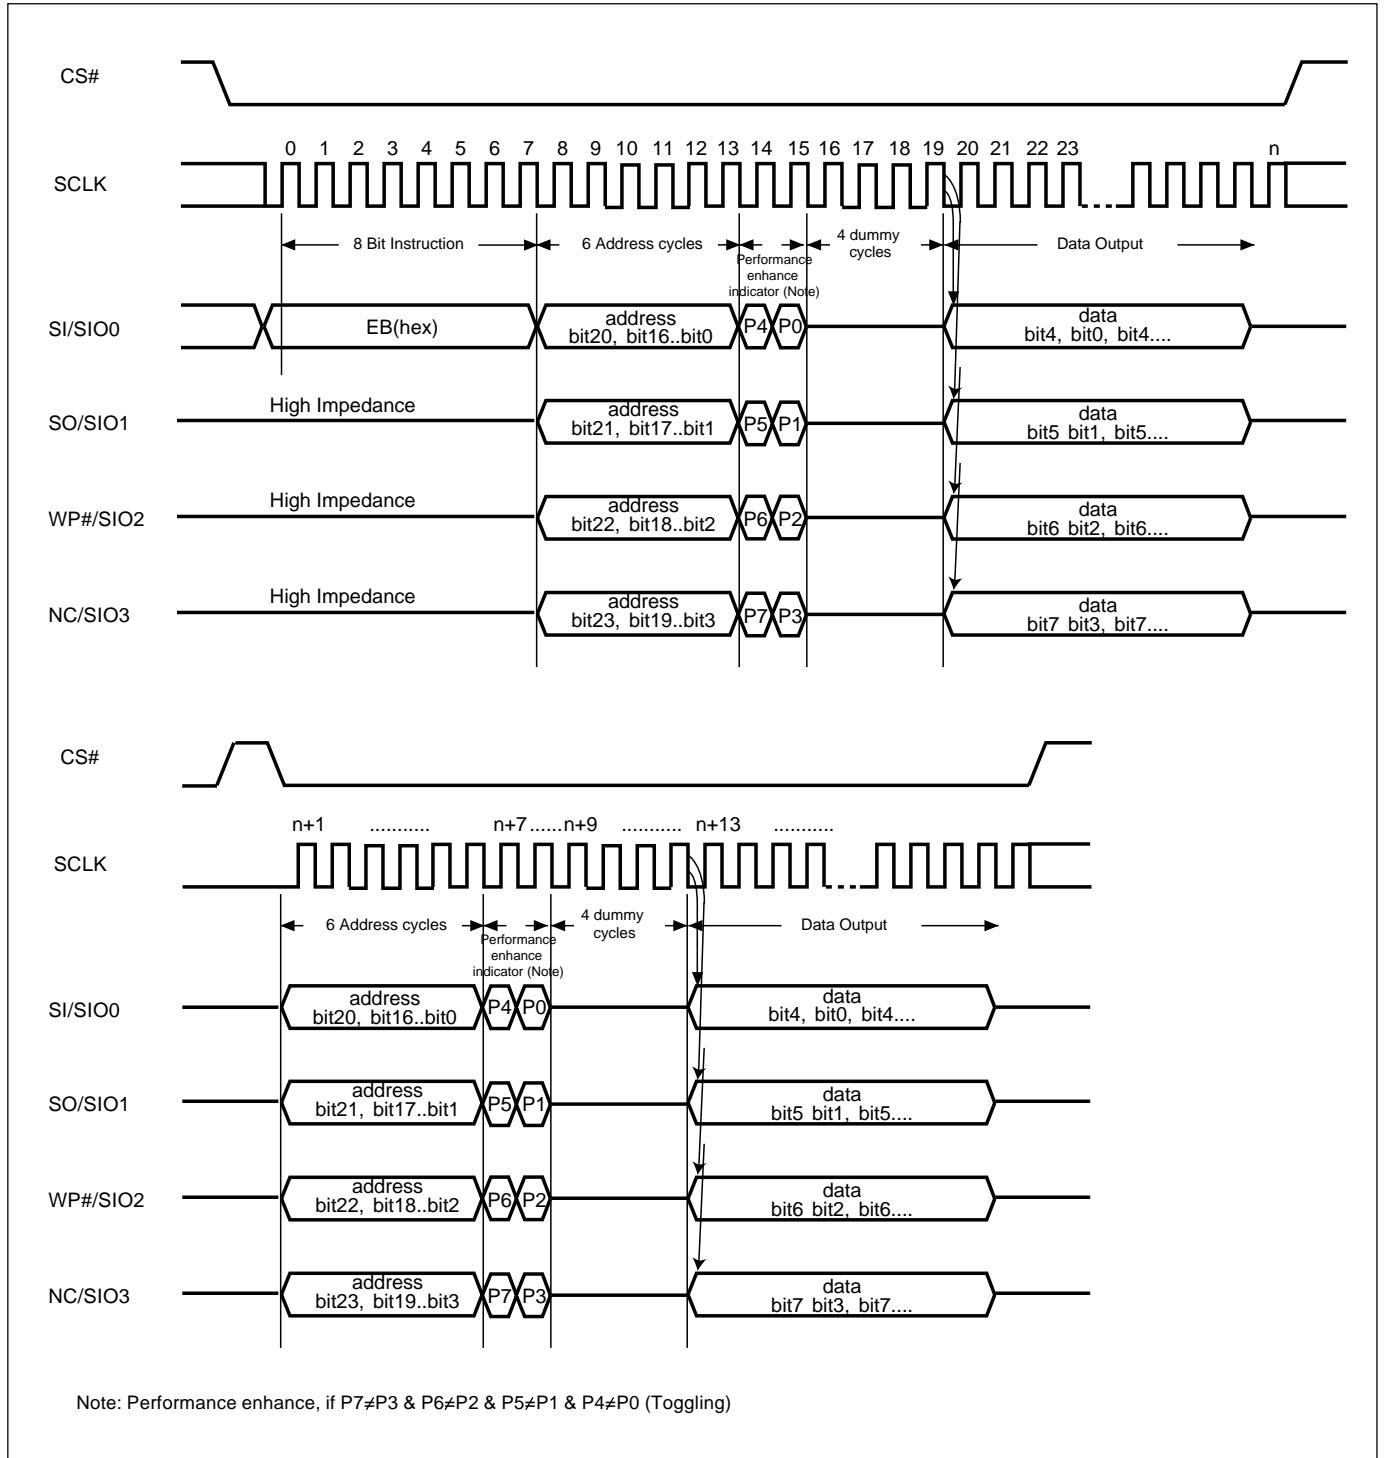 CS#
0 1 2 3 4 5 6 7 8 9 10 11 12 13 14 15 16 17 18 19 20 21 22 23 n
SCLK
8 Bit Instruction 6 Address cycles 4 dummy Data Output
cycles
Performance
enhance
indicator (Note)
SI/SIO0 EB(hex) address P4 P0 data
bit20, bit16..bit0 bit4, bit0, bit4....
High Impedance
SO/SIO1 address P5 P1 data
bit21, bit17..bit1 bit5 bit1, bit5....
High Impedance
WP#/SIO2 address P6 P2 data
bit22, bit18..bit2 bit6 bit2, bit6....
High Impedance
NC/SIO3 address P7 P3 data
bit23, bit19..bit3 bit7 bit3, bit7....
CS#
n+1 ........... n+7 ......n+9 ........... n+13 ...........
SCLK
6 Address cycles 4 dummy Data Output
cycles
Performance
enhance
indicator (Note)
SI/SIO0 address P4 P0 data
bit20, bit16..bit0 bit4, bit0, bit4....
SO/SIO1 address P5 P1 data
bit21, bit17..bit1 bit5 bit1, bit5....
WP#/SIO2 address P6 P2 data
bit22, bit18..bit2 bit6 bit2, bit6....
NC/SIO3 address P7 P3 data
bit23, bit19..bit3 bit7 bit3, bit7....
Note: Performance enhance, if P7≠P3 & P6≠P2 & P5≠P1 & P4≠P0 (Toggling)